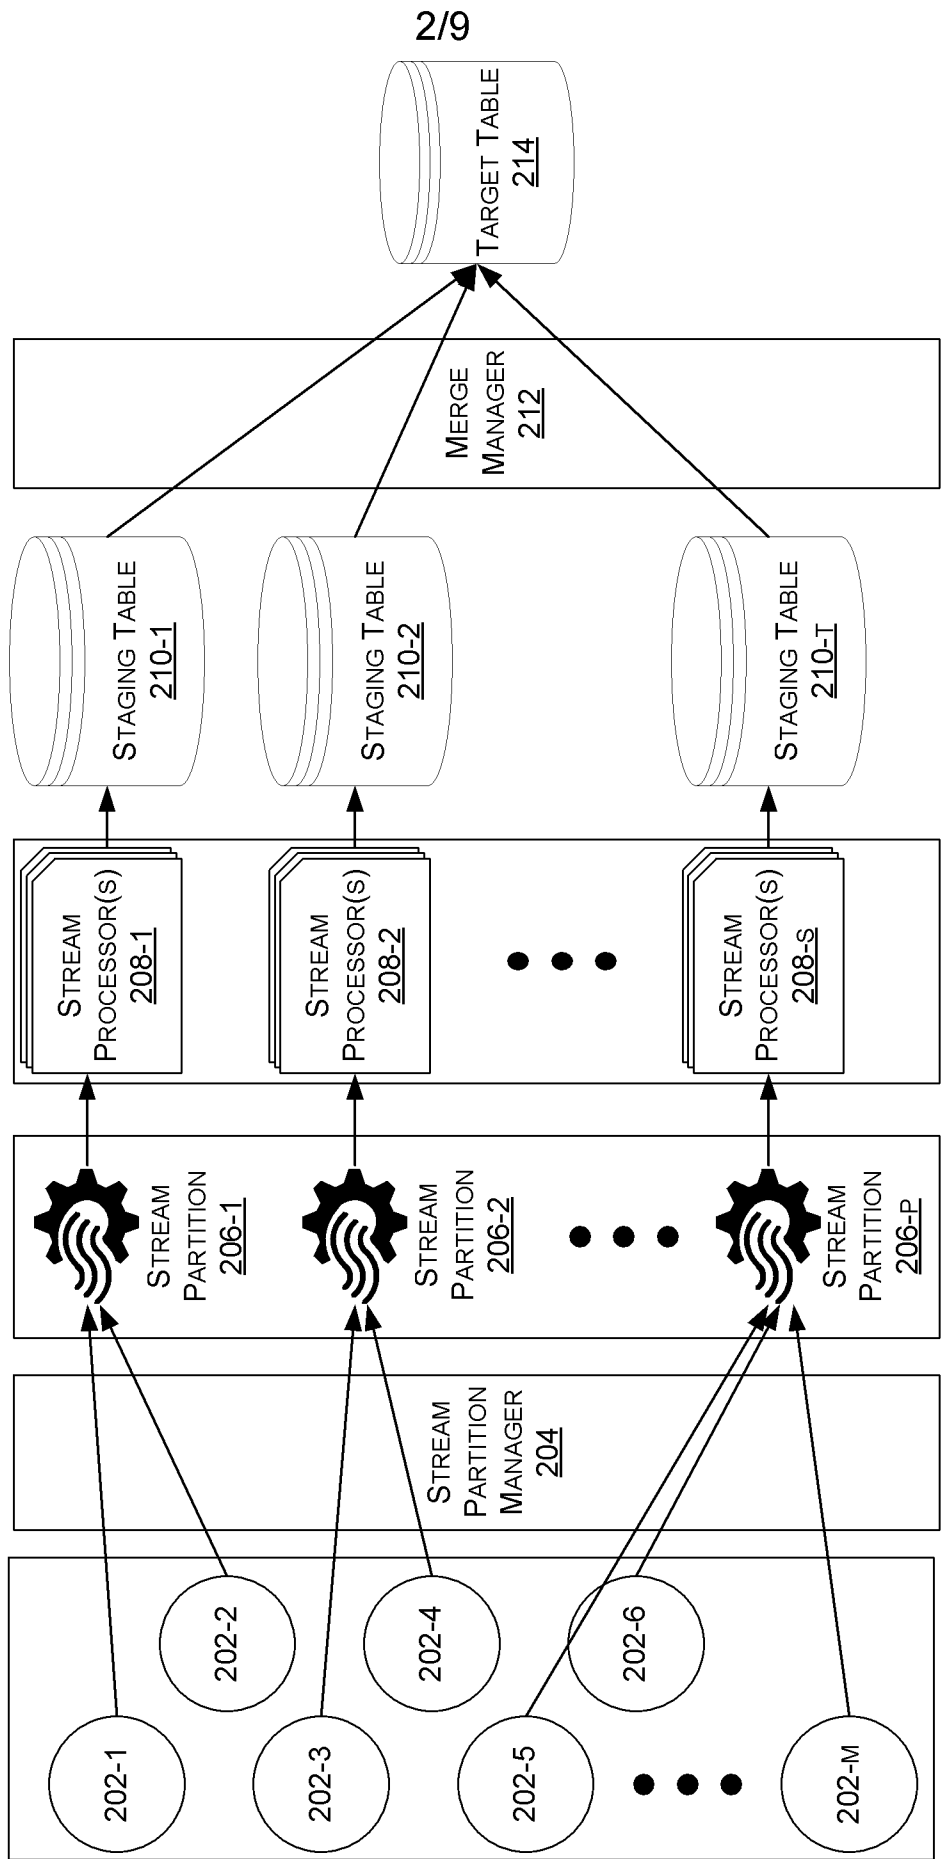 2/9
202-1
202-2
202-3
202-4
202-5
202-6
202-M
STREAM
PARTITION
MANAGER
204
STREAM
PARTITION
206-1
STREAM
PARTITION
206-2
STREAM
PARTITION
206-P
STREAM
PROCESSOR(S)
208-1
STREAM
PROCESSOR(S)
208-2
STREAM
PROCESSOR(S)
208-S
STAGING TABLE
210-1
STAGING TABLE
210-2
STAGING TABLE
210-T
MERGE
MANAGER
212
TARGET TABLE
214